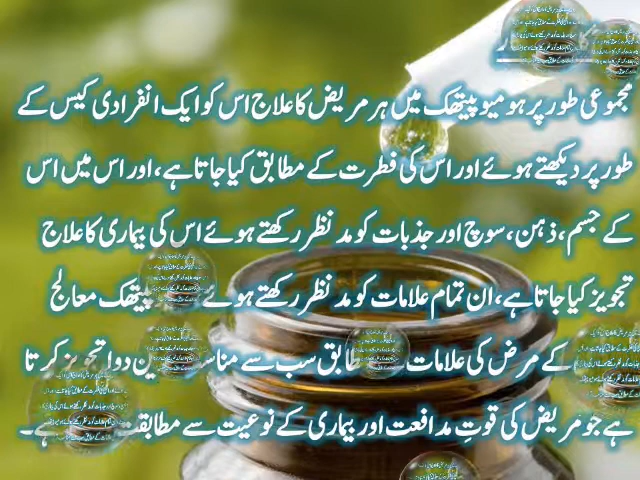 مجموعی طور پر ہومیوپیتھک میں ہر مریض کا علاج اس کو ایک انفرادی کیس کے
طور پر دیکھتے ہوئے اور اس کی فطرت کے مطابق کیا جاتا ہے، اور اس میں اس
کے جسم، ذہن، سوچ اور جذبات کو مدنظر رکھتے ہوئے اس کی بیماری کا علاج
تجویز کیا جاتا ہے، ان تمام علامات کو مدنظر رکھتے ہوئے پیتھک معالج
کے مرض کی علامات سب سے دوا تجویز کرتا
ہے جو مریض کی قوتِ مدافعت اور بیماری کے نوعیت سے ہے۔